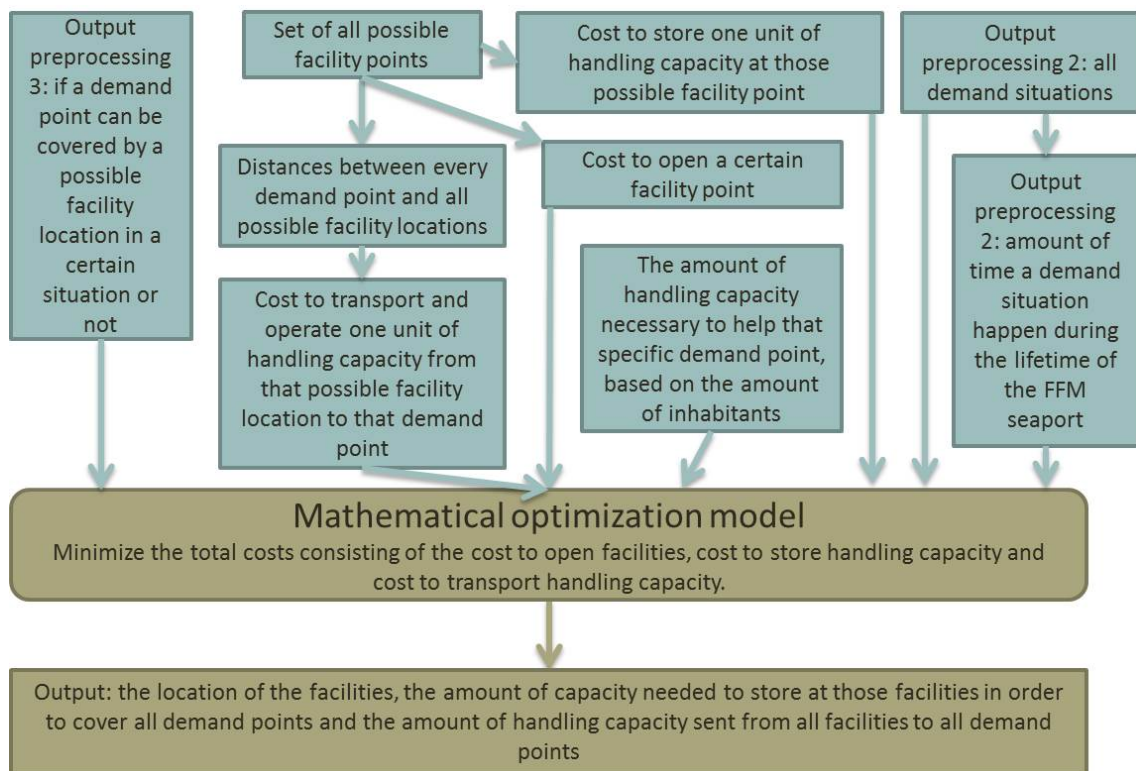 Output
preprocessing
3: if a demand
point can be
covered by a
possible
facility
location in a
certain
situation or
not
Set of all possible
facility points
Cost to store one unit of
handling capacity at those
possible facility point
Output
preprocessing 2: all
demand situations
Distances between every
demand point and all
possible facility locations
Cost to open a certain
facility point
Output
preprocessing
2: amount of
time a demand
situation
happen during
the lifetime of
the FFM
seaport
Cost to transport and
operate one unit of
handling capacity from
that possible facility
location to that demand
point
The amount of
handling capacity
necessary to help that
specific demand point,
based on the amount
of inhabitants
Mathematical optimization model
Minimize the total costs consisting of the cost to open facilities, cost to store handling capacity and
cost to transport handling capacity.
Output: the location of the facilities, the amount of capacity needed to store at those facilities in order
to cover all demand points and the amount of handling capacity sent from all facilities to all demand
points